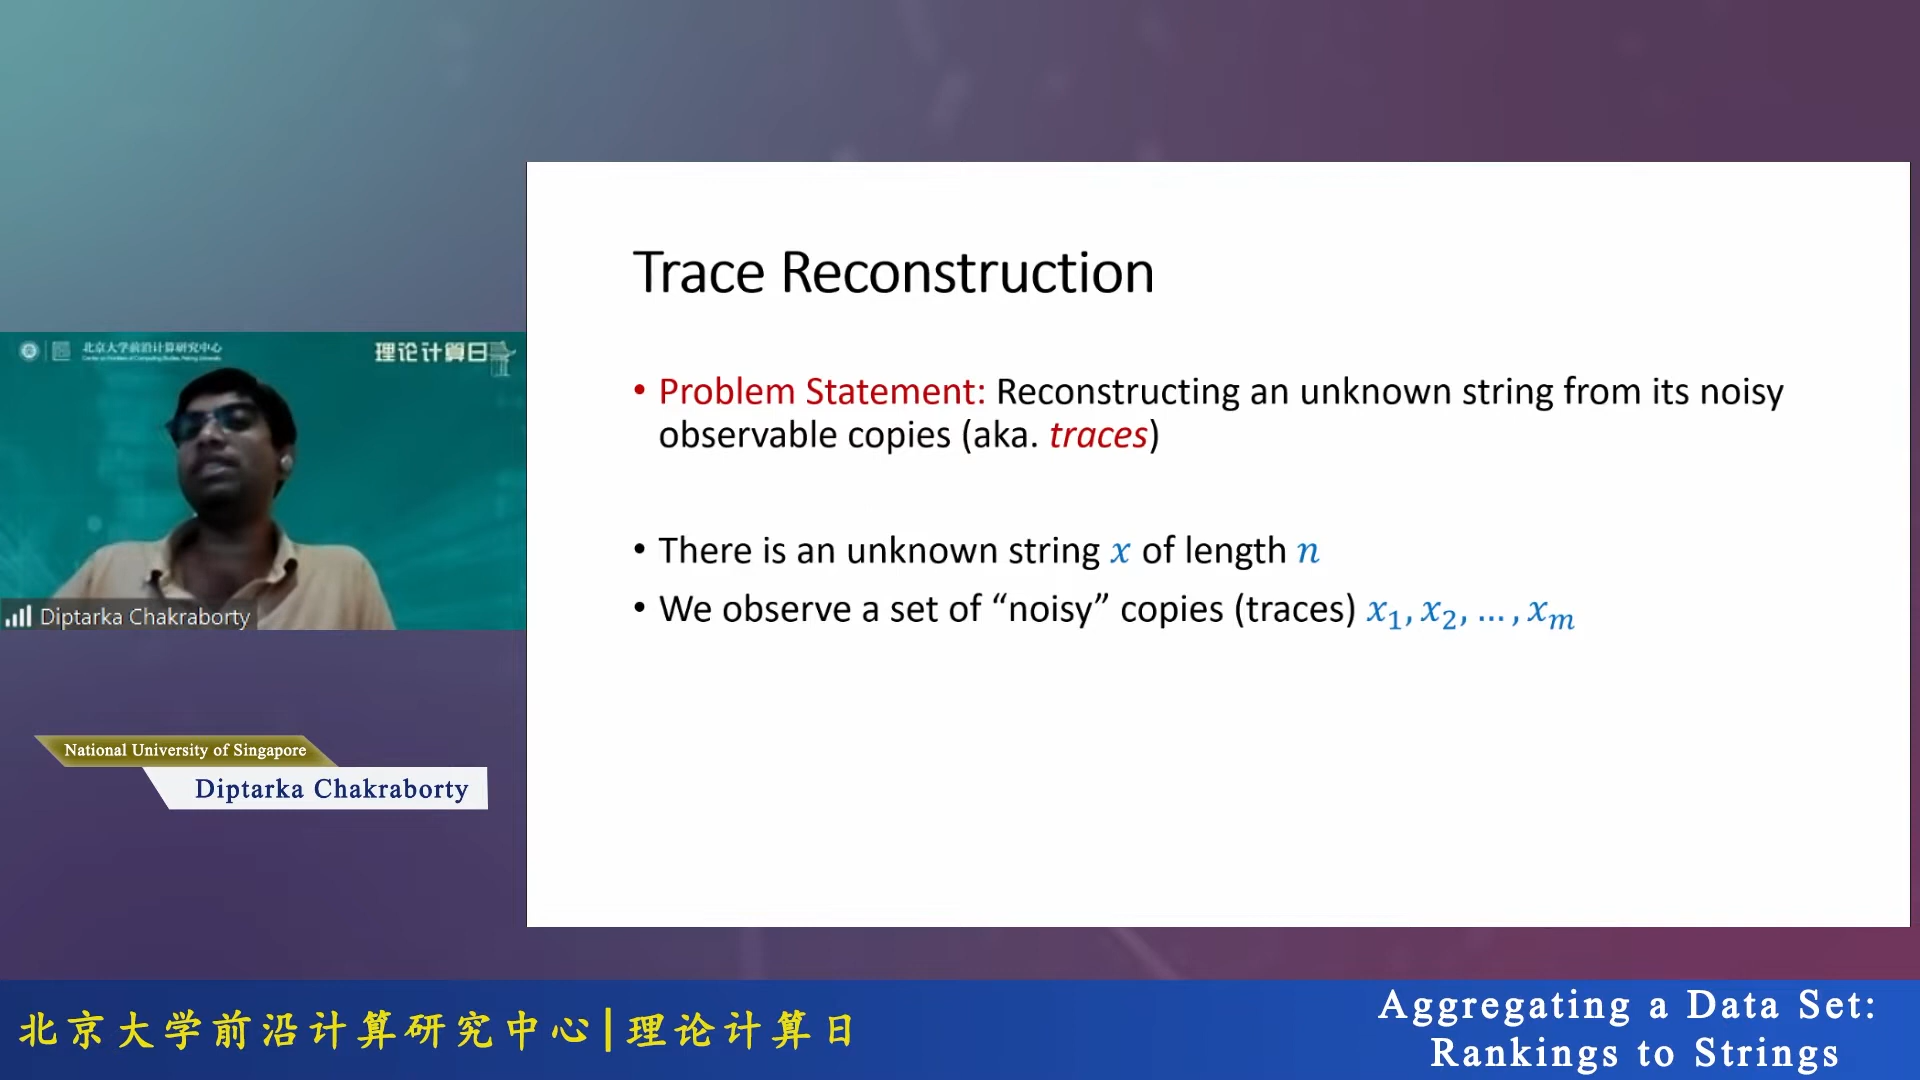 北京大学前沿计算研究中心
理论计算日
Diptarka Chakraborty
National University of Singapore
Diptarka Chakraborty
Trace Reconstruction
• Problem Statement: Reconstructing an unknown string from its noisy
observable copies (aka. traces)
• There is an unknown string x of length n
• We observe a set of “noisy” copies (traces) x₁, x₂, … , xₘ
北京大学前沿计算研究中心|理论计算日
Aggregating a Data Set:
Rankings to Strings